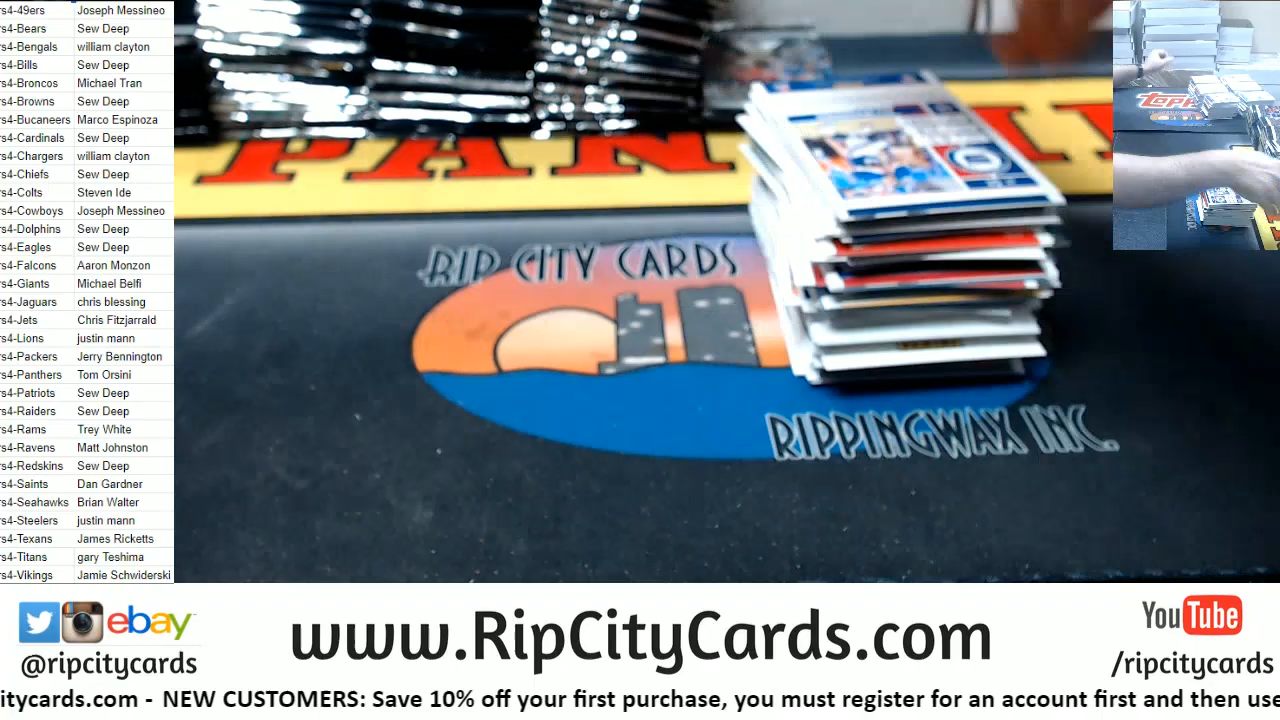 rs4-49ers Joseph Messineo
rs4-Bears Sew Deep
rs4-Bengals william clayton
rs4-Bills Sew Deep
rs4-Broncos Michael Tran
rs4-Browns Sew Deep
rs4-Bucaneers Marco Espinoza
rs4-Cardinals Sew Deep
rs4-Chargers william clayton
rs4-Chiefs Sew Deep
rs4-Colts Steven Ide
rs4-Cowboys Joseph Messineo
rs4-Dolphins Sew Deep
rs4-Eagles Sew Deep
rs4-Falcons Aaron Monzon
rs4-Giants Michael Belfi
rs4-Jaguars chris blessing
rs4-Jets Chris Fitzjarrald
rs4-Lions justin mann
rs4-Packers Jerry Bennington
rs4-Panthers Tom Orsini
rs4-Patriots Sew Deep
rs4-Raiders Sew Deep
rs4-Rams Trey White
rs4-Ravens Matt Johnston
rs4-Redskins Sew Deep
rs4-Saints Dan Gardner
rs4-Seahawks Brian Walter
rs4-Steelers justin mann
rs4-Texans James Ricketts
rs4-Titans gary Teshima
rs4-Vikings Jamie Schwiderski
PANI
RIP CITY CARDS
RIPPINGWAX INC.
TOPPS
ebay
@ripcitycards
www.RipCityCards.com
YouTube
/ripcitycards
citycards.com - NEW CUSTOMERS: Save 10% off your first purchase, you must register for an account first and then use